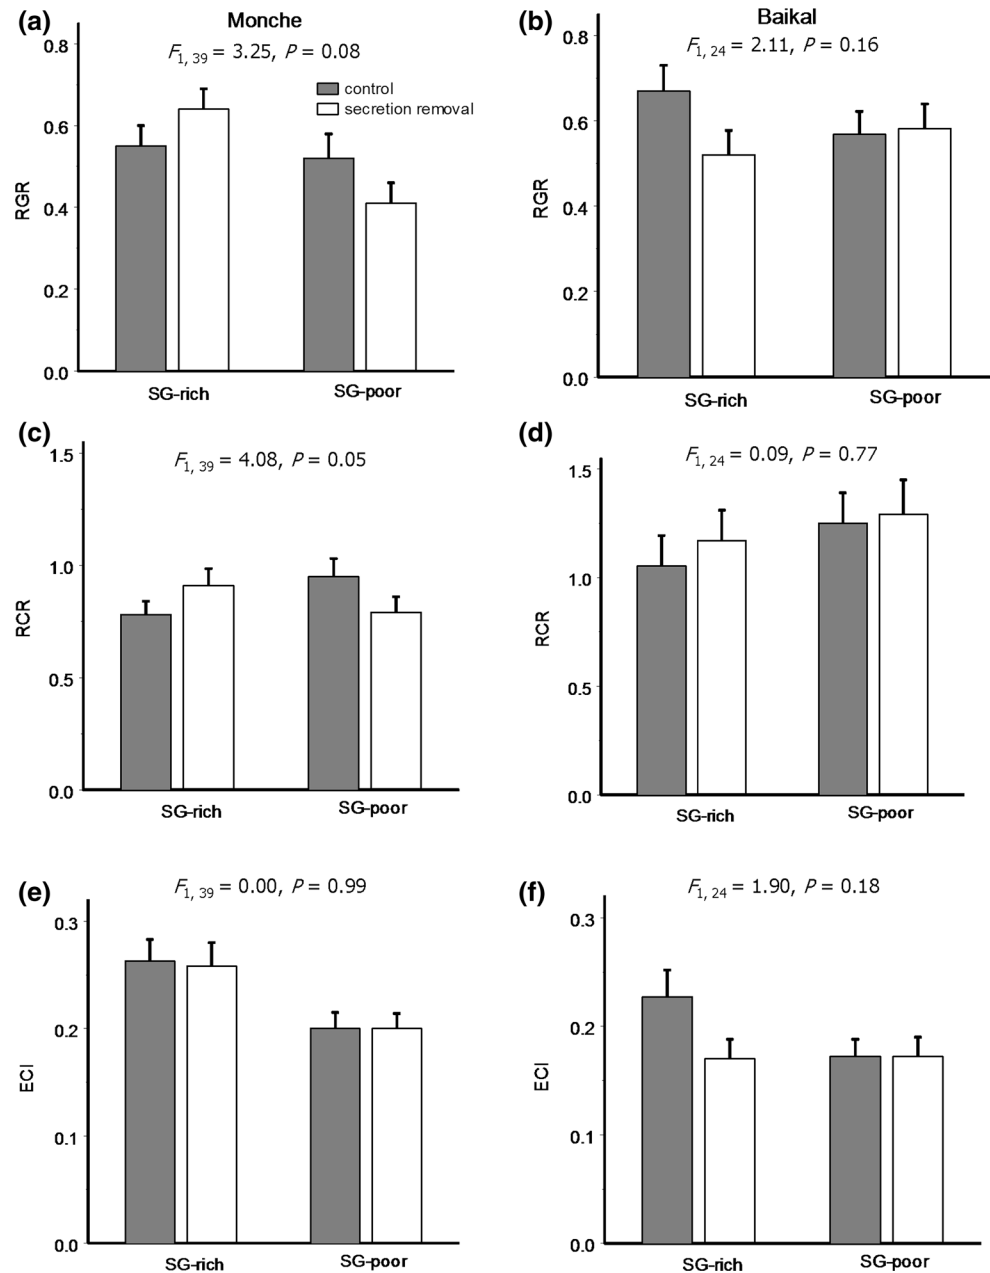 (a) Monche
F1, 39 = 3.25, P = 0.08
control
secretion removal
RGR
0.8
0.6
0.4
0.2
0.0
SG-rich SG-poor
(b) Baikal
F1, 24 = 2.11, P = 0.16
RGR
0.8
0.6
0.4
0.2
0.0
SG-rich SG-poor
(c)
F1, 39 = 4.08, P = 0.05
RCR
1.5
1.0
0.5
0.0
SG-rich SG-poor
(d)
F1, 24 = 0.09, P = 0.77
RCR
1.5
1.0
0.5
0.0
SG-rich SG-poor
(e)
F1, 39 = 0.00, P = 0.99
ECI
0.3
0.2
0.1
0.0
SG-rich SG-poor
(f)
F1, 24 = 1.90, P = 0.18
ECI
0.3
0.2
0.1
0.0
SG-rich SG-poor